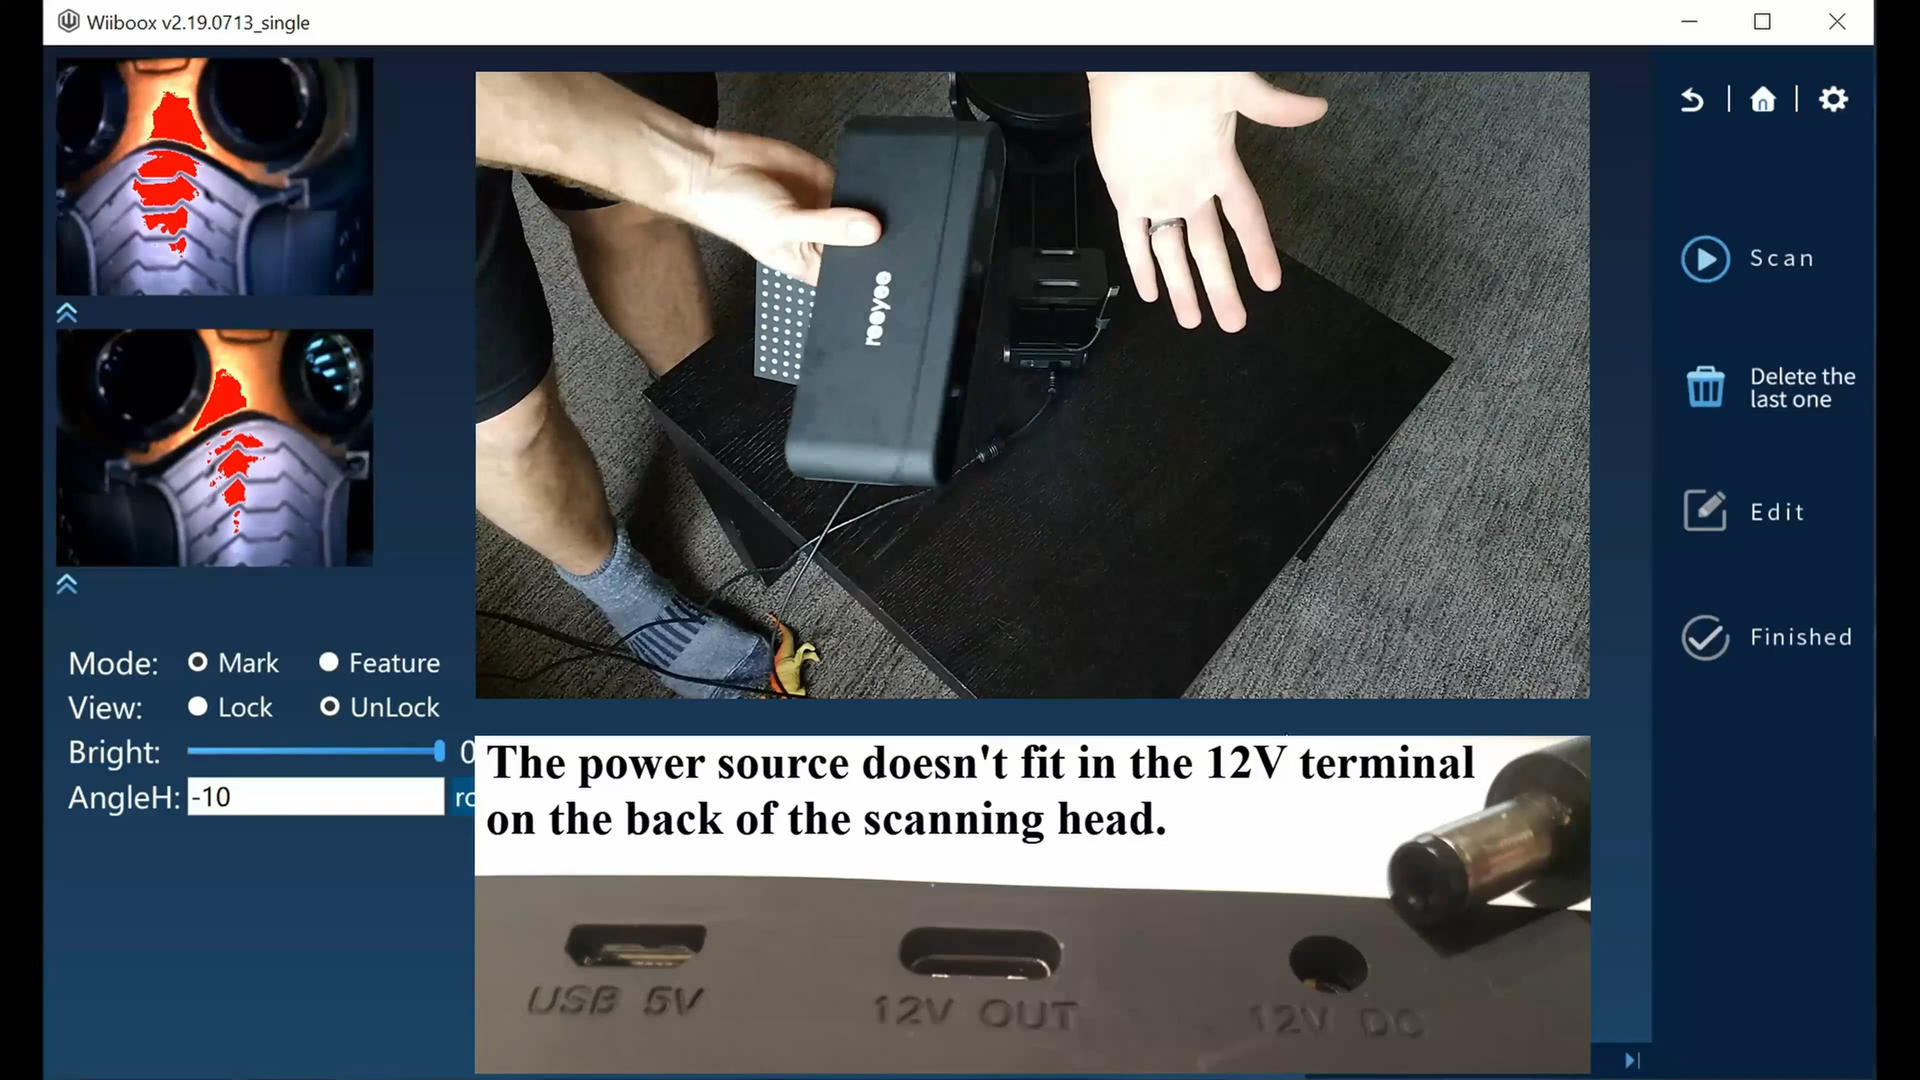 Wiiboox v2.19.0713_single
rooyee
Scan
Delete the
last one
Edit
Finished
Mode: Mark Feature
View: Lock UnLock
Bright: 0
AngleH: -10
The power source doesn't fit in the 12V terminal
on the back of the scanning head.
USB 5V
12V OUT
12V DC